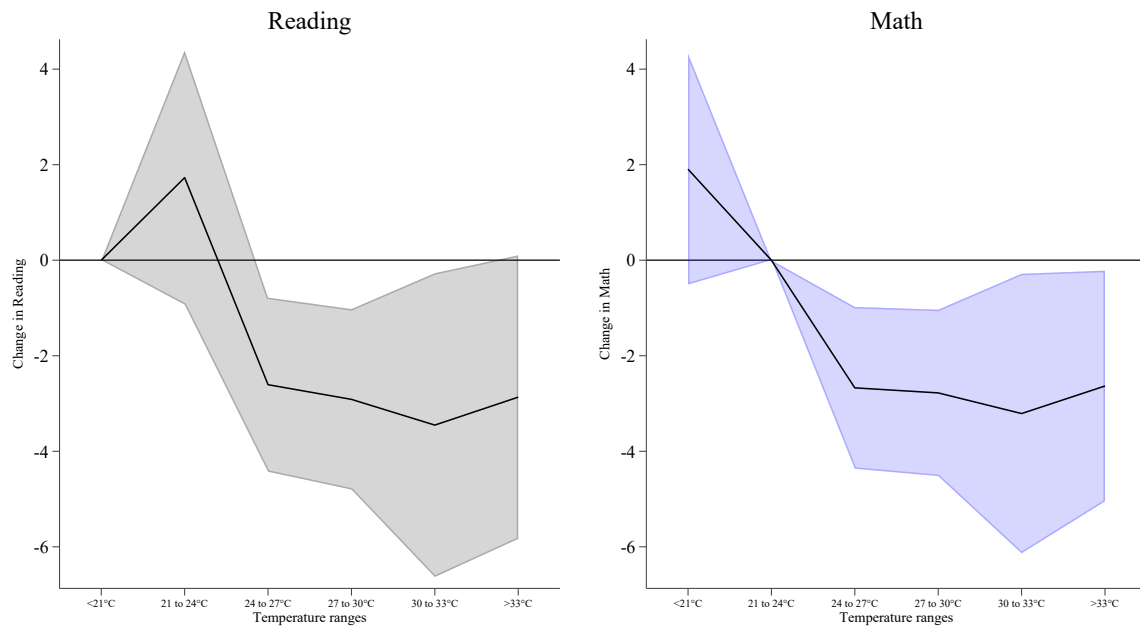 Reading
Change in Reading
4
2
0
-2
-4
-6
<21°C
21 to 24°C
24 to 27°C
27 to 30°C
30 to 33°C
>33°C
Temperature ranges
Math
Change in Math
4
2
0
-2
-4
-6
<21°C
21 to 24°C
24 to 27°C
27 to 30°C
30 to 33°C
>33°C
Temperature ranges